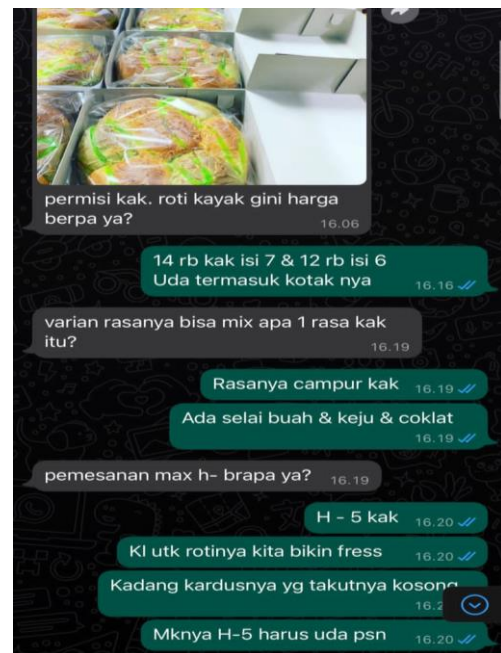 permisi kak. roti kayak gini harga
berpa ya?
16.06
14 rb kak isi 7 & 12 rb isi 6
Uda termasuk kotak nya
16.16
varian rasanya bisa mix apa 1 rasa kak
itu?
16.19
Rasanya campur kak 16.19
Ada selai buah & keju & coklat
16.19
pemesanan max h- brapa ya? 16.19
H - 5 kak 16.20
Kl utk rotinya kita bikin fress 16.20
Kadang kardusnya yg takutnya kosong
16.2
Mknya H-5 harus uda psn 16.20